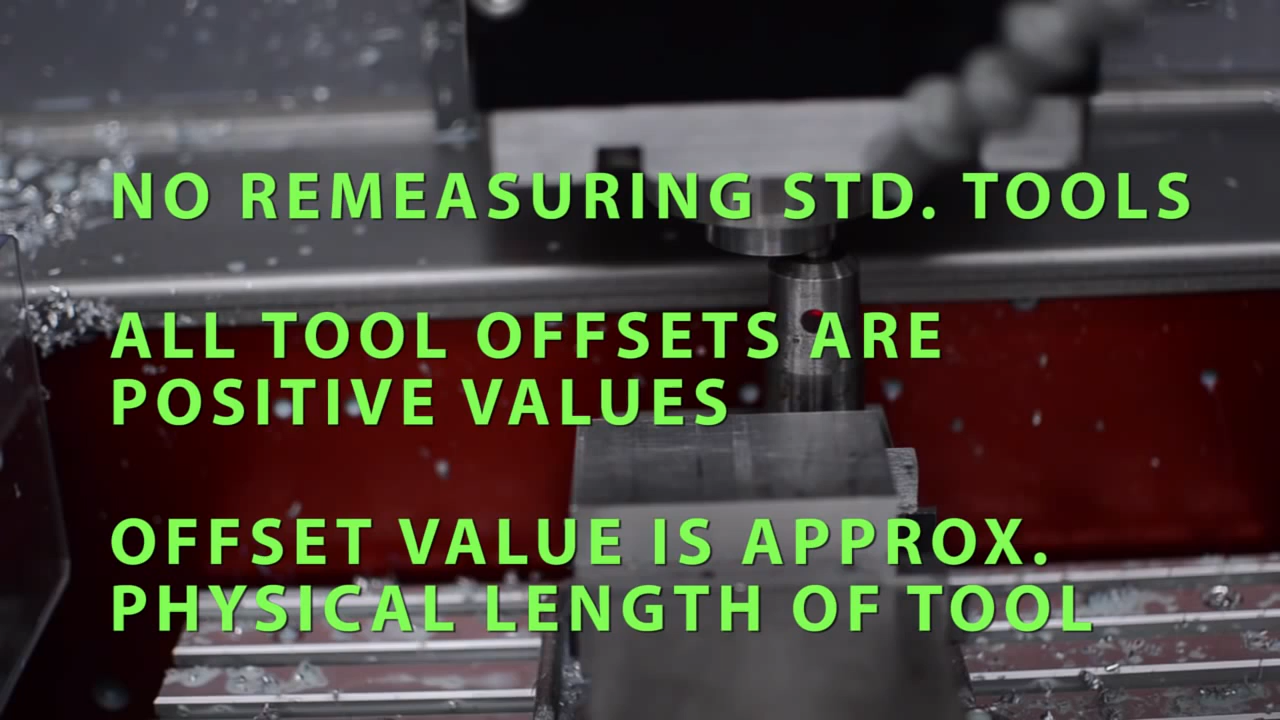 NO REMEASURING STD. TOOLS
ALL TOOL OFFSETS ARE
POSITIVE VALUES
OFFSET VALUE IS APPROX.
PHYSICAL LENGTH OF TOOL